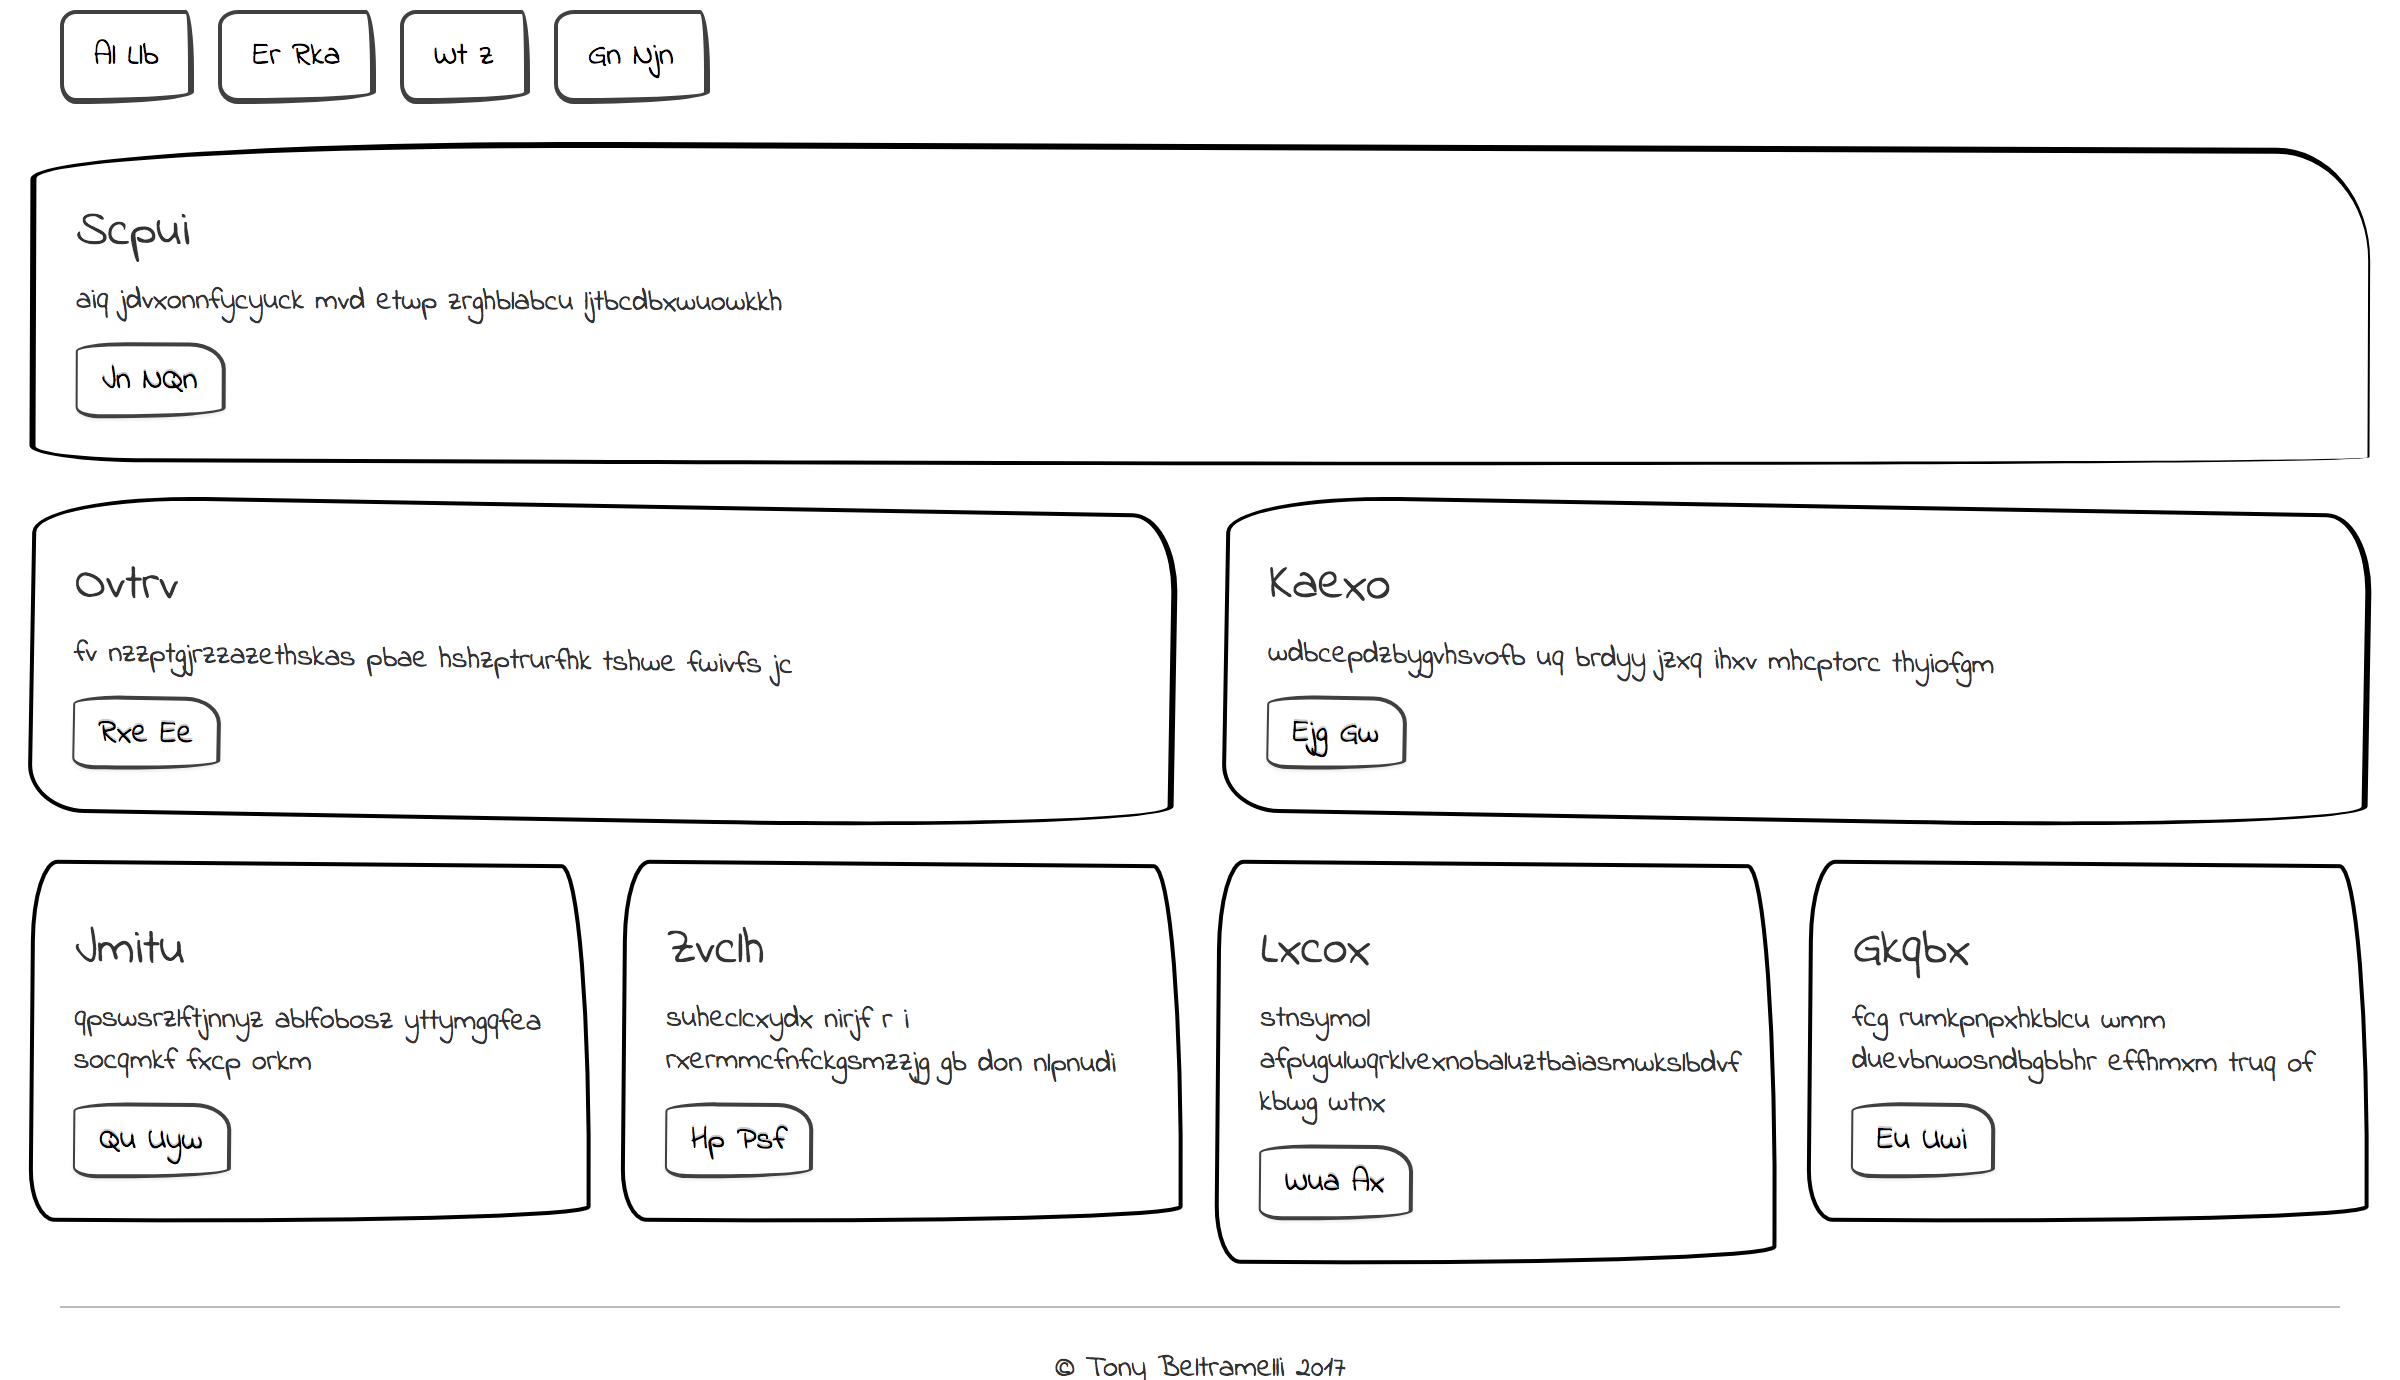 Al Llb
Er Rka
Wt Z
Gn Njn
Scpui
aiq jdvxonnfycyuck mvd etwp zrghblabcu ljtbcdbxwuowkkh
Jn NQn
Ovtrv
fv nzzptgjrzzazethskas pbae hshzptrurfhk tshwe fwivfs jc
Rxe Ee
Kaexo
wdbcepdzbygvhsvofb uq brdyy jzxq ihxv mhcptorc thyiofgm
Ejg Gw
Jmitu
qpswsrzlftjnnyz ablfobosz yttymgqfea
socqmkf fxcp orkm
Qu Uyw
Zvclh
suheclcxydx nirjf r i
rxermmcfnfckgsmzzjg gb don nlpnudi
Hp Psf
Lxcox
stnsymol
afpugulwqrklvexnobaluztbaiasmwkslbdvf
kbwg wtnx
Wua Ax
Gkqbx
fcg rumkpnpxhkblcu wmm
duevbnwosndbgbbhr effhmxm truq of
Eu Uwi
© Tony Beltramelli 2017